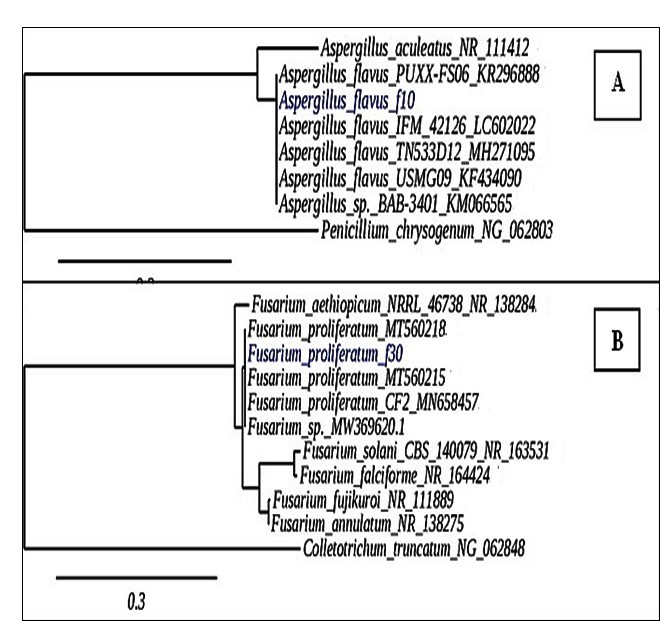 Aspergillus_aculeatus_NR_111412
Aspergillus_flavus_PUXX-FS06_KR296888
A
Aspergillus_flavus_f10
Aspergillus_flavus_IFM_42126_LC602022
Aspergillus_flavus_TN533D12_MH271095
Aspergillus_flavus_USMG09_KF434090
Aspergillus_sp._BAB-3401_KM066565
Penicillium_chrysogenum_NG_062803
Fusarium_aethiopicum_NRRL_46738_NR_138284
Fusarium_proliferatum_MT560218
B
Fusarium_proliferatum_f30
Fusarium_proliferatum_MT560215
Fusarium_proliferatum_CF2_MN658457
Fusarium_sp._MW369620.1
Fusarium_solani_CBS_140079_NR_163531
Fusarium_falciforme_NR_164424
Fusarium_fujikuroi_NR_111889
Fusarium_annulatum_NR_138275
Colletotrichum_truncatum_NG_062848
0.3